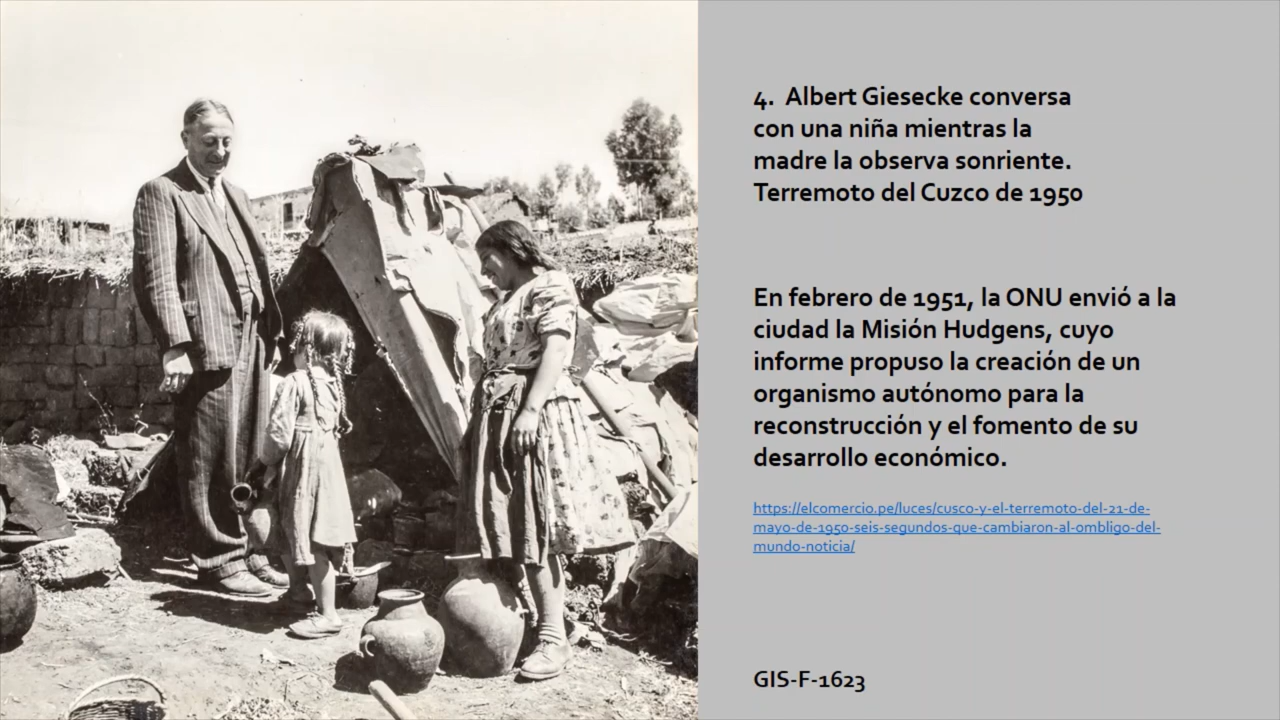 4. Albert Giesecke conversa
con una niña mientras la
madre la observa sonriente.
Terremoto del Cuzco de 1950
En febrero de 1951, la ONU envió a la
ciudad la Misión Hudgens, cuyo
informe propuso la creación de un
organismo autónomo para la
reconstrucción y el fomento de su
desarrollo económico.
https://elcomercio.pe/luces/cusco-y-el-terremoto-del-21-de-
mayo-de-1950-seis-segundos-que-cambiaron-al-ombligo-del-
mundo-noticia/
GIS-F-1623